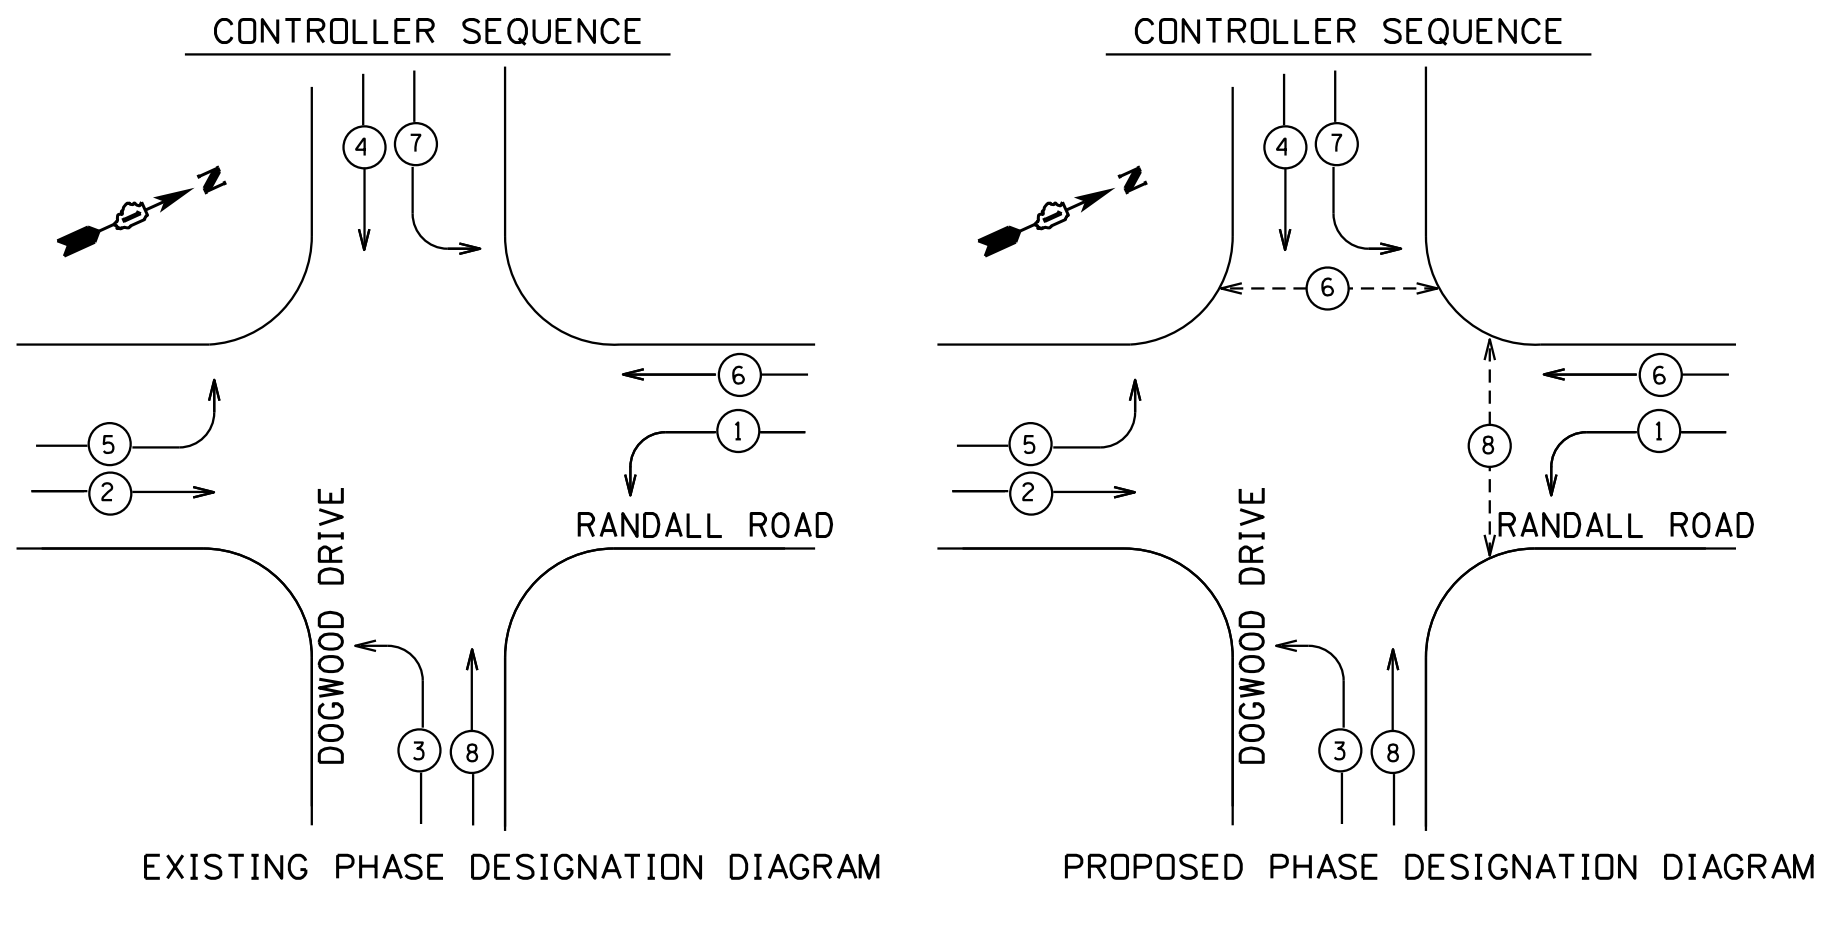 CONTROLLER SEQUENCE
4
7
N
6
5
1
2
RANDALL ROAD
DOGWOOD DRIVE
3
8
EXISTING PHASE DESIGNATION DIAGRAM
CONTROLLER SEQUENCE
4
7
N
6
6
5
8
1
2
RANDALL ROAD
DOGWOOD DRIVE
3
8
PROPOSED PHASE DESIGNATION DIAGRAM